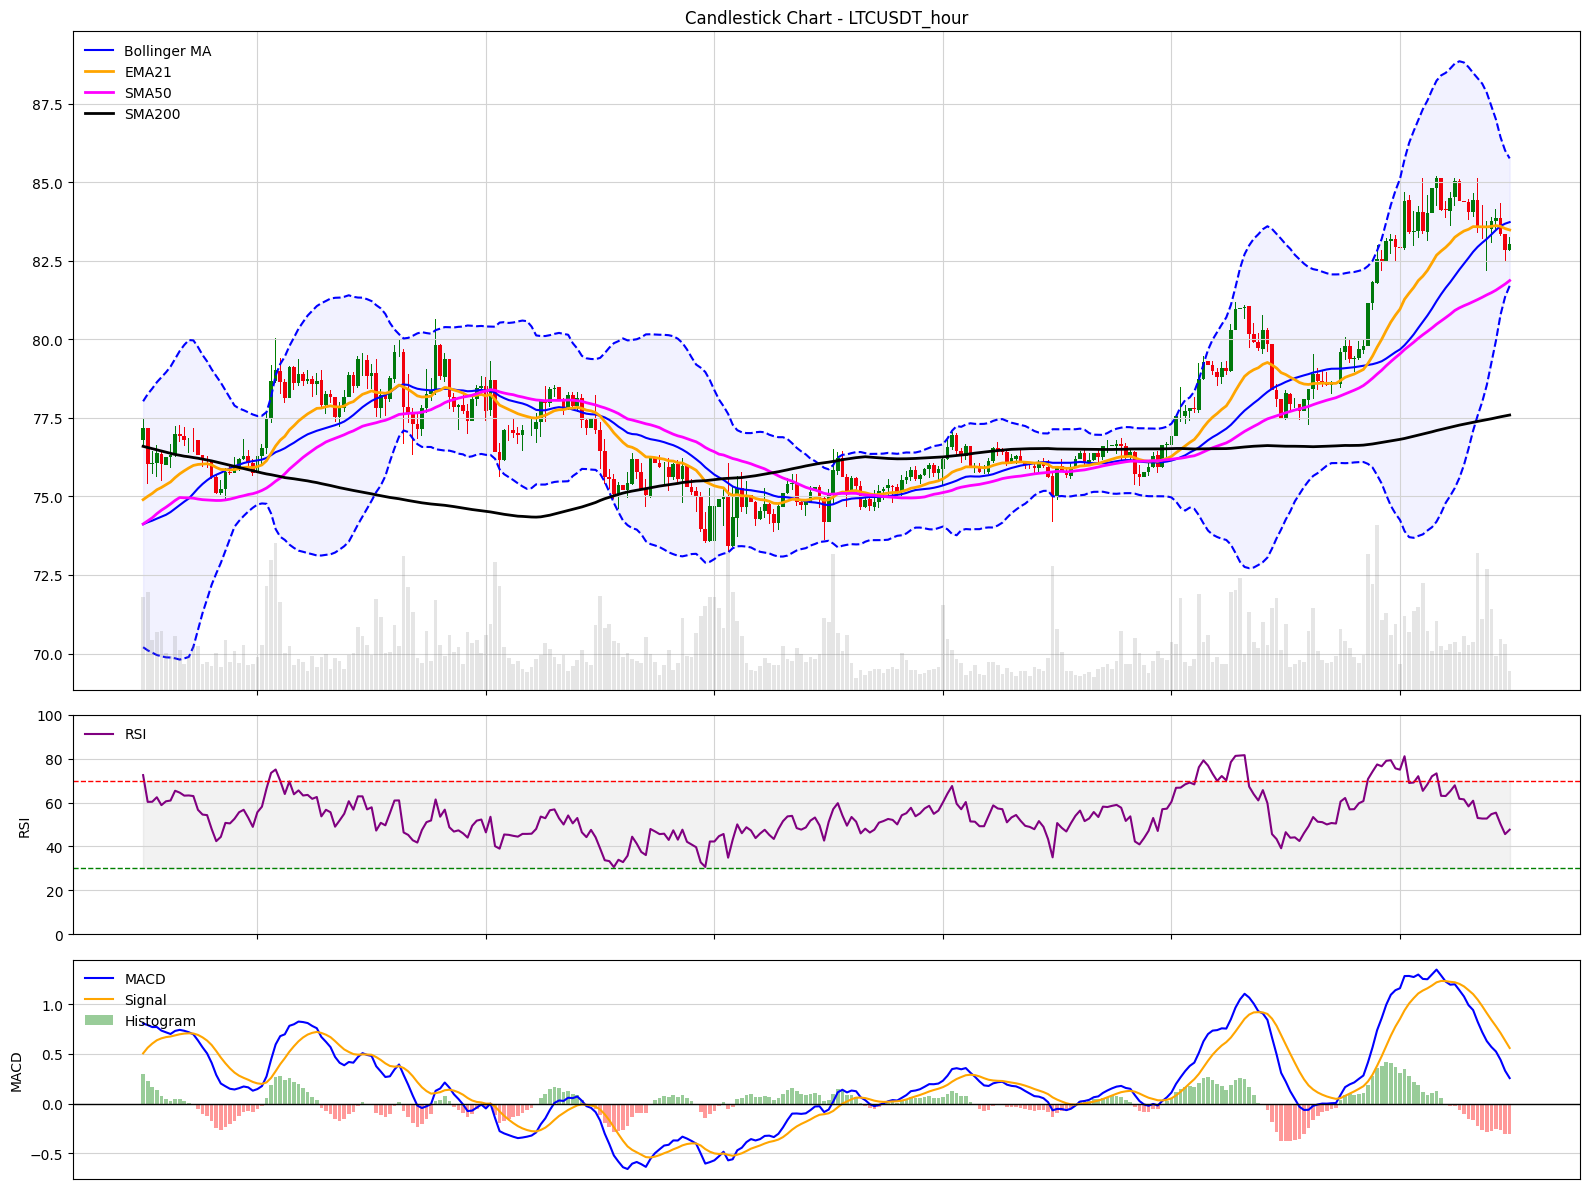 Candlestick Chart - LTCUSDT_hour
Bollinger MA
EMA21
SMA50
SMA200
87.5
85.0
82.5
80.0
77.5
75.0
72.5
70.0
RSI
100
80
60
40
20
0
RSI
MACD
Signal
Histogram
1.0
0.5
0.0
−0.5
MACD